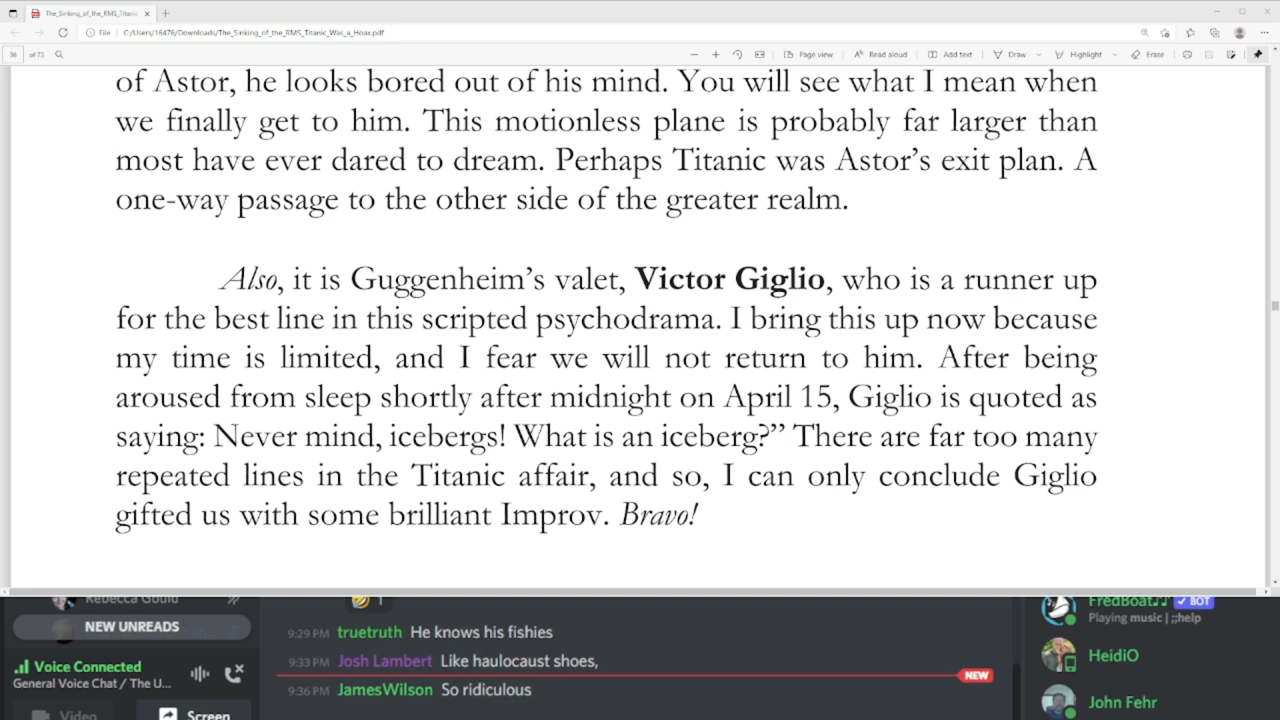 The_Sinking_of_the_RMS_Titanic
File C:/Users/16476/Downloads/The_Sinking_of_the_RMS_Titanic_Was_a_Hoax.pdf
36 of 73 Page view Read aloud Add text Draw Highlight Erase
of Astor, he looks bored out of his mind. You will see what I mean when
we finally get to him. This motionless plane is probably far larger than
most have ever dared to dream. Perhaps Titanic was Astor’s exit plan. A
one-way passage to the other side of the greater realm.
Also, it is Guggenheim’s valet, Victor Giglio, who is a runner up
for the best line in this scripted psychodrama. I bring this up now because
my time is limited, and I fear we will not return to him. After being
aroused from sleep shortly after midnight on April 15, Giglio is quoted as
saying: Never mind, icebergs! What is an iceberg?” There are far too many
repeated lines in the Titanic affair, and so, I can only conclude Giglio
gifted us with some brilliant Improv. Bravo!
Rebecca Gould
NEW UNREADS
Voice Connected
General Voice Chat / The U...
Video Screen
1
9:29 PM truetruth He knows his fishies
9:33 PM Josh Lambert Like haulocaust shoes,
NEW
9:36 PM JamesWilson So ridiculous
FredBoat♪♪ ✓ BOT
Playing music | ;;help
HeidiO
John Fehr